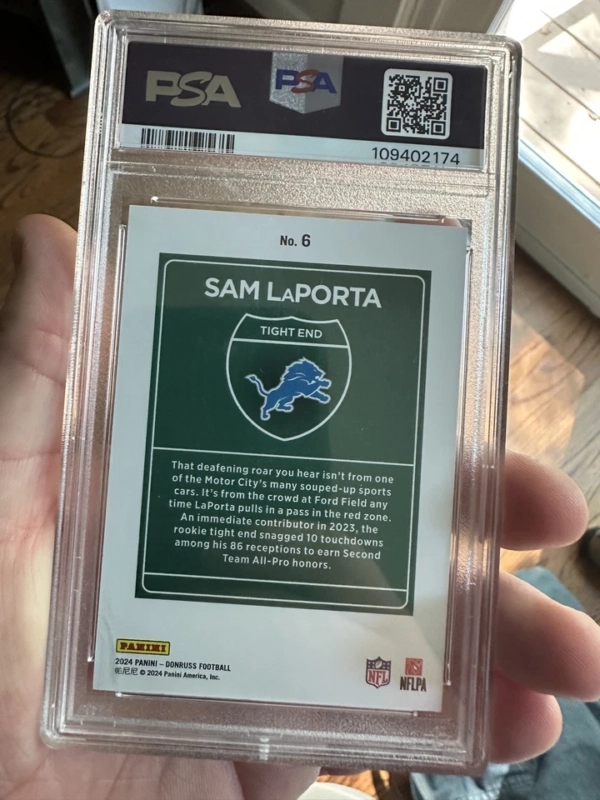 PSA PSA
109402174
No. 6
SAM LaPORTA
TIGHT END
That deafening roar you hear isn't from one
of the Motor City's many souped-up sports
cars. It's from the crowd at Ford Field any
time LaPorta pulls in a pass in the red zone.
An immediate contributor in 2023, the
rookie tight end snagged 10 touchdowns
among his 86 receptions to earn Second
Team All-Pro honors.
PANINI
2024 PANINI – DONRUSS FOOTBALL
帕尼尼 © 2024 Panini America, Inc.
NFL
NFLPA